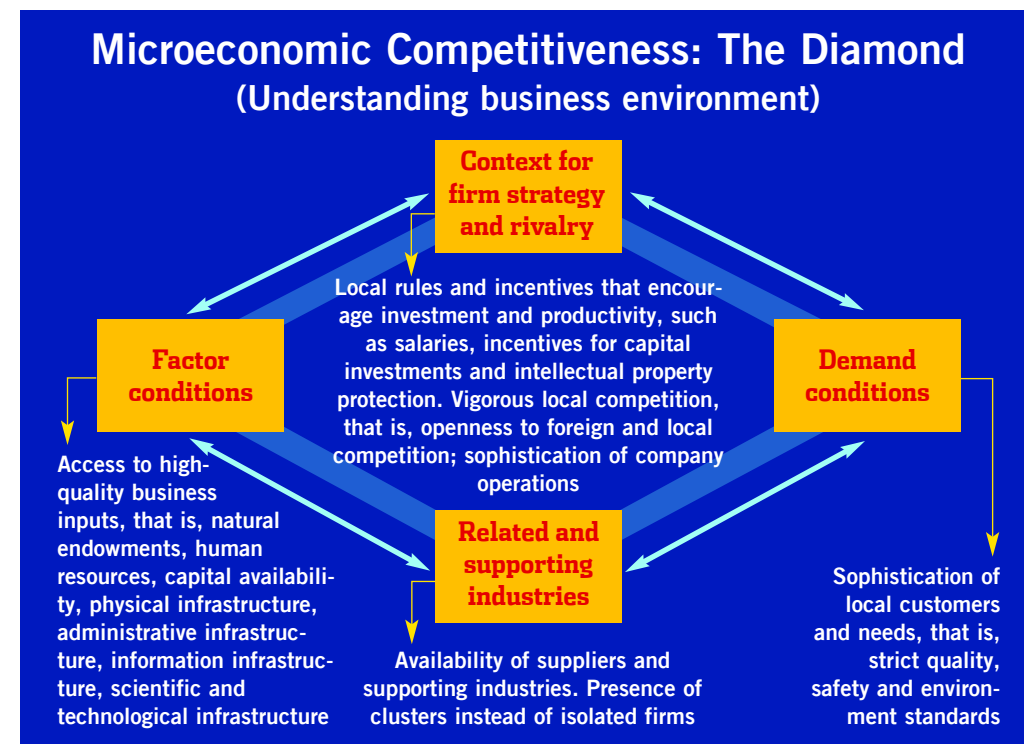 Microeconomic Competitiveness: The Diamond
(Understanding business environment)
Context for
firm strategy
and rivalry
Local rules and incentives that encour-
age investment and productivity, such
as salaries, incentives for capital
investments and intellectual property
protection. Vigorous local competition,
that is, openness to foreign and local
competition; sophistication of company
operations
Factor
conditions
Access to high-
quality business
inputs, that is, natural
endowments, human
resources, capital availabili-
ty, physical infrastructure,
administrative infrastruc-
ture, information infrastruc-
ture, scientific and
technological infrastructure
Demand
conditions
Sophistication of
local customers
and needs, that is,
strict quality,
safety and environ-
ment standards
Related and
supporting
industries
Availability of suppliers and
supporting industries. Presence of
clusters instead of isolated firms